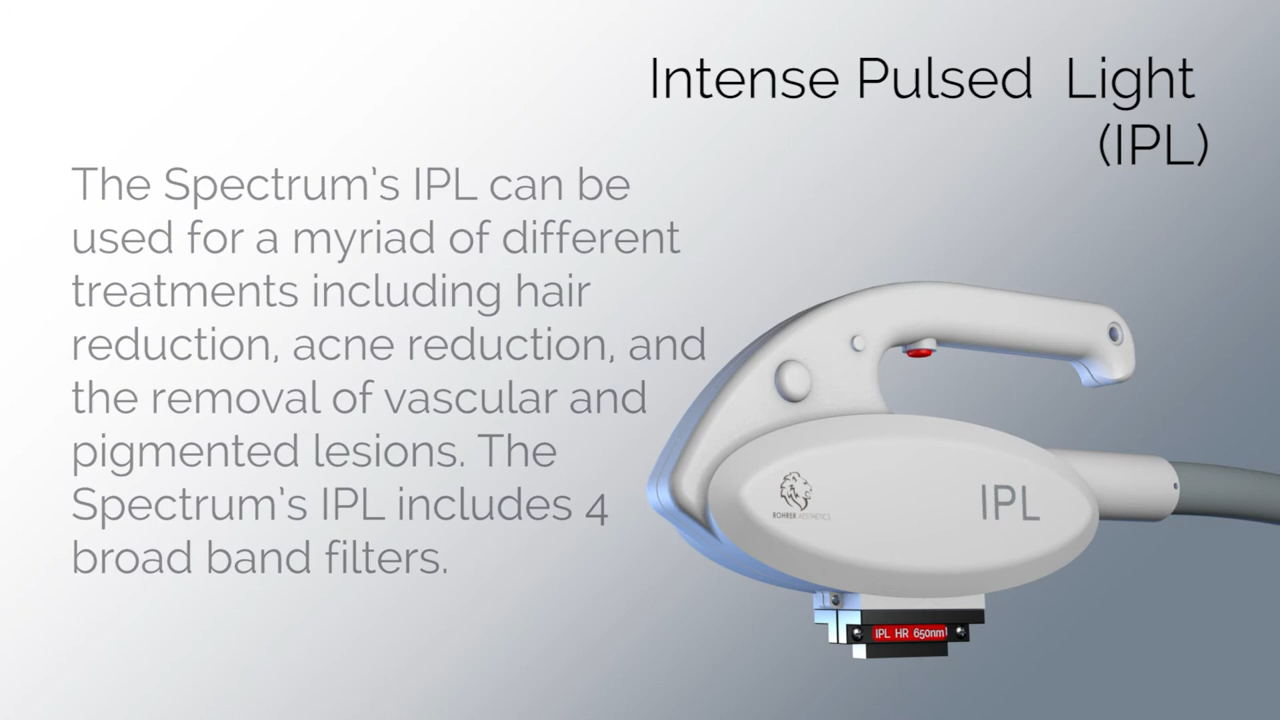 Intense Pulsed Light
(IPL)
The Spectrum's IPL can be
used for a myriad of different
treatments including hair
reduction, acne reduction, and
the removal of vascular and
pigmented lesions. The
Spectrum's IPL includes 4
broad band filters.
ROHRER AESTHETICS
IPL
IPL HR 650nm